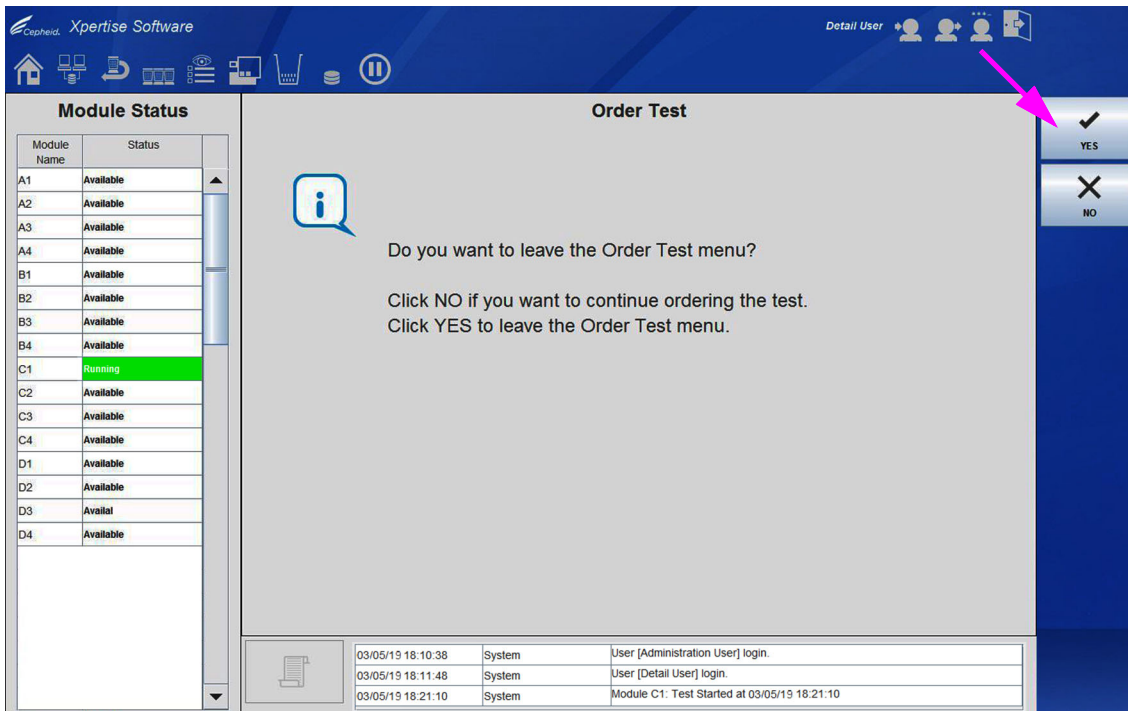 Cepheid. Xpertise Software
Detail User
Module Status
Order Test
Module Name
Status
A1 Available
A2 Available
A3 Available
A4 Available
B1 Available
B2 Available
B3 Available
B4 Available
C1 Running
C2 Available
C3 Available
C4 Available
D1 Available
D2 Available
D3 Availal
D4 Available
Do you want to leave the Order Test menu?
Click NO if you want to continue ordering the test.
Click YES to leave the Order Test menu.
YES
NO
03/05/19 18:10:38 System User [Administration User] login.
03/05/19 18:11:48 System User [Detail User] login.
03/05/19 18:21:10 System Module C1: Test Started at 03/05/19 18:21:10